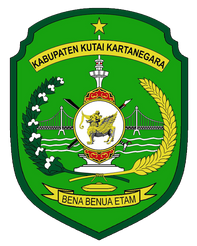 KABUPATEN KUTAI KARTANEGARA
BENA BENUA ETAM